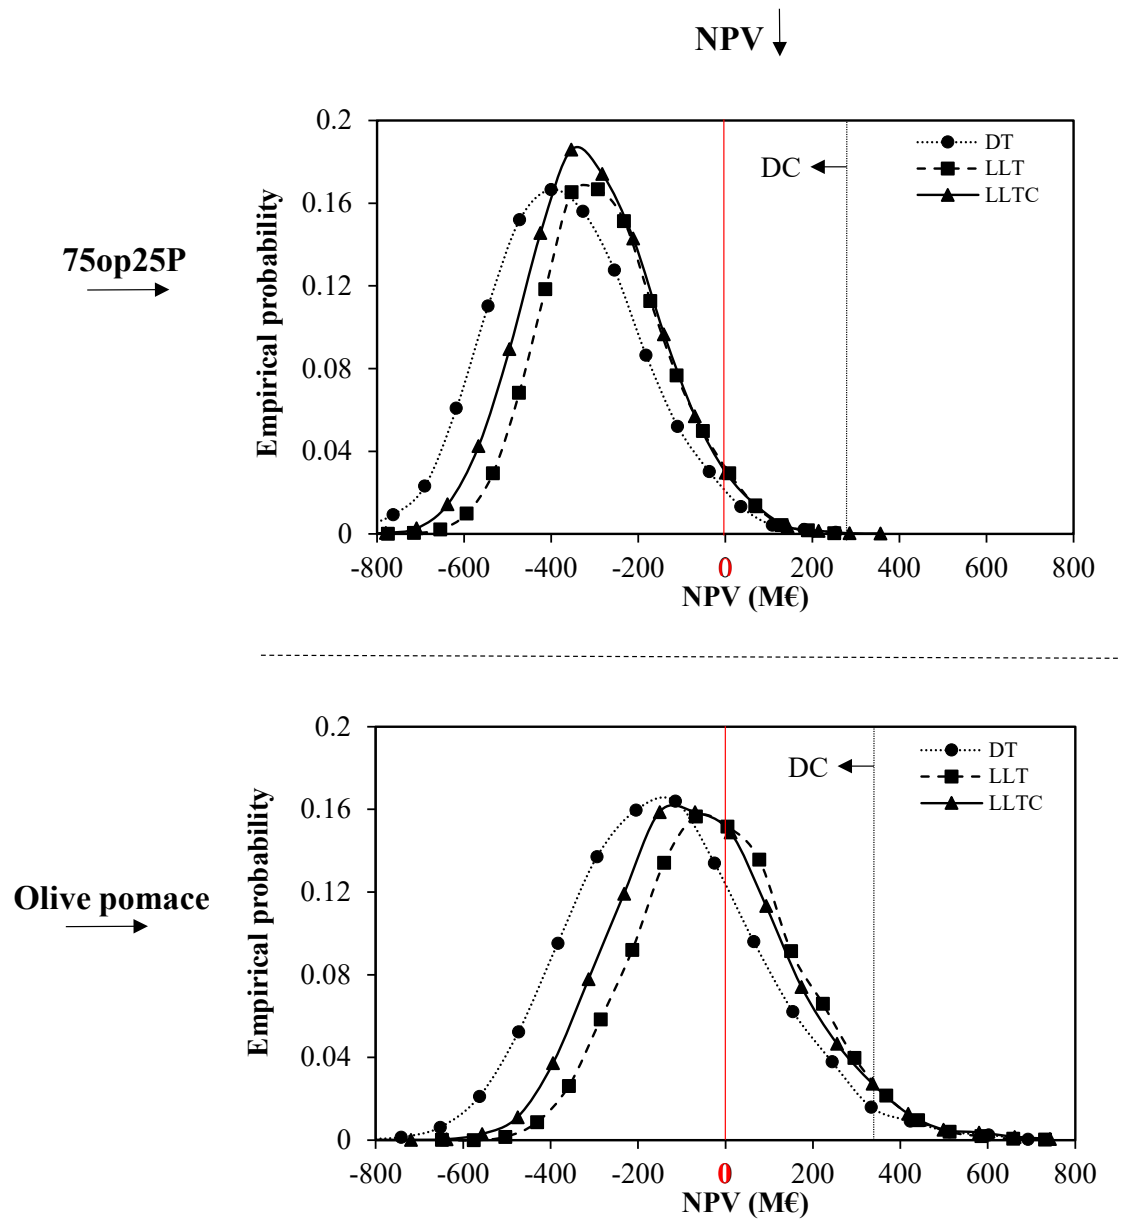 NPV
75op25P
Empirical probability
0.2
0.16
0.12
0.08
0.04
0
DC
DT
LLT
LLTC
-800 -600 -400 -200 0 200 400 600 800
NPV (M€)
Olive pomace
Empirical probability
0.2
0.16
0.12
0.08
0.04
0
DC
DT
LLT
LLTC
-800 -600 -400 -200 0 200 400 600 800
NPV (M€)